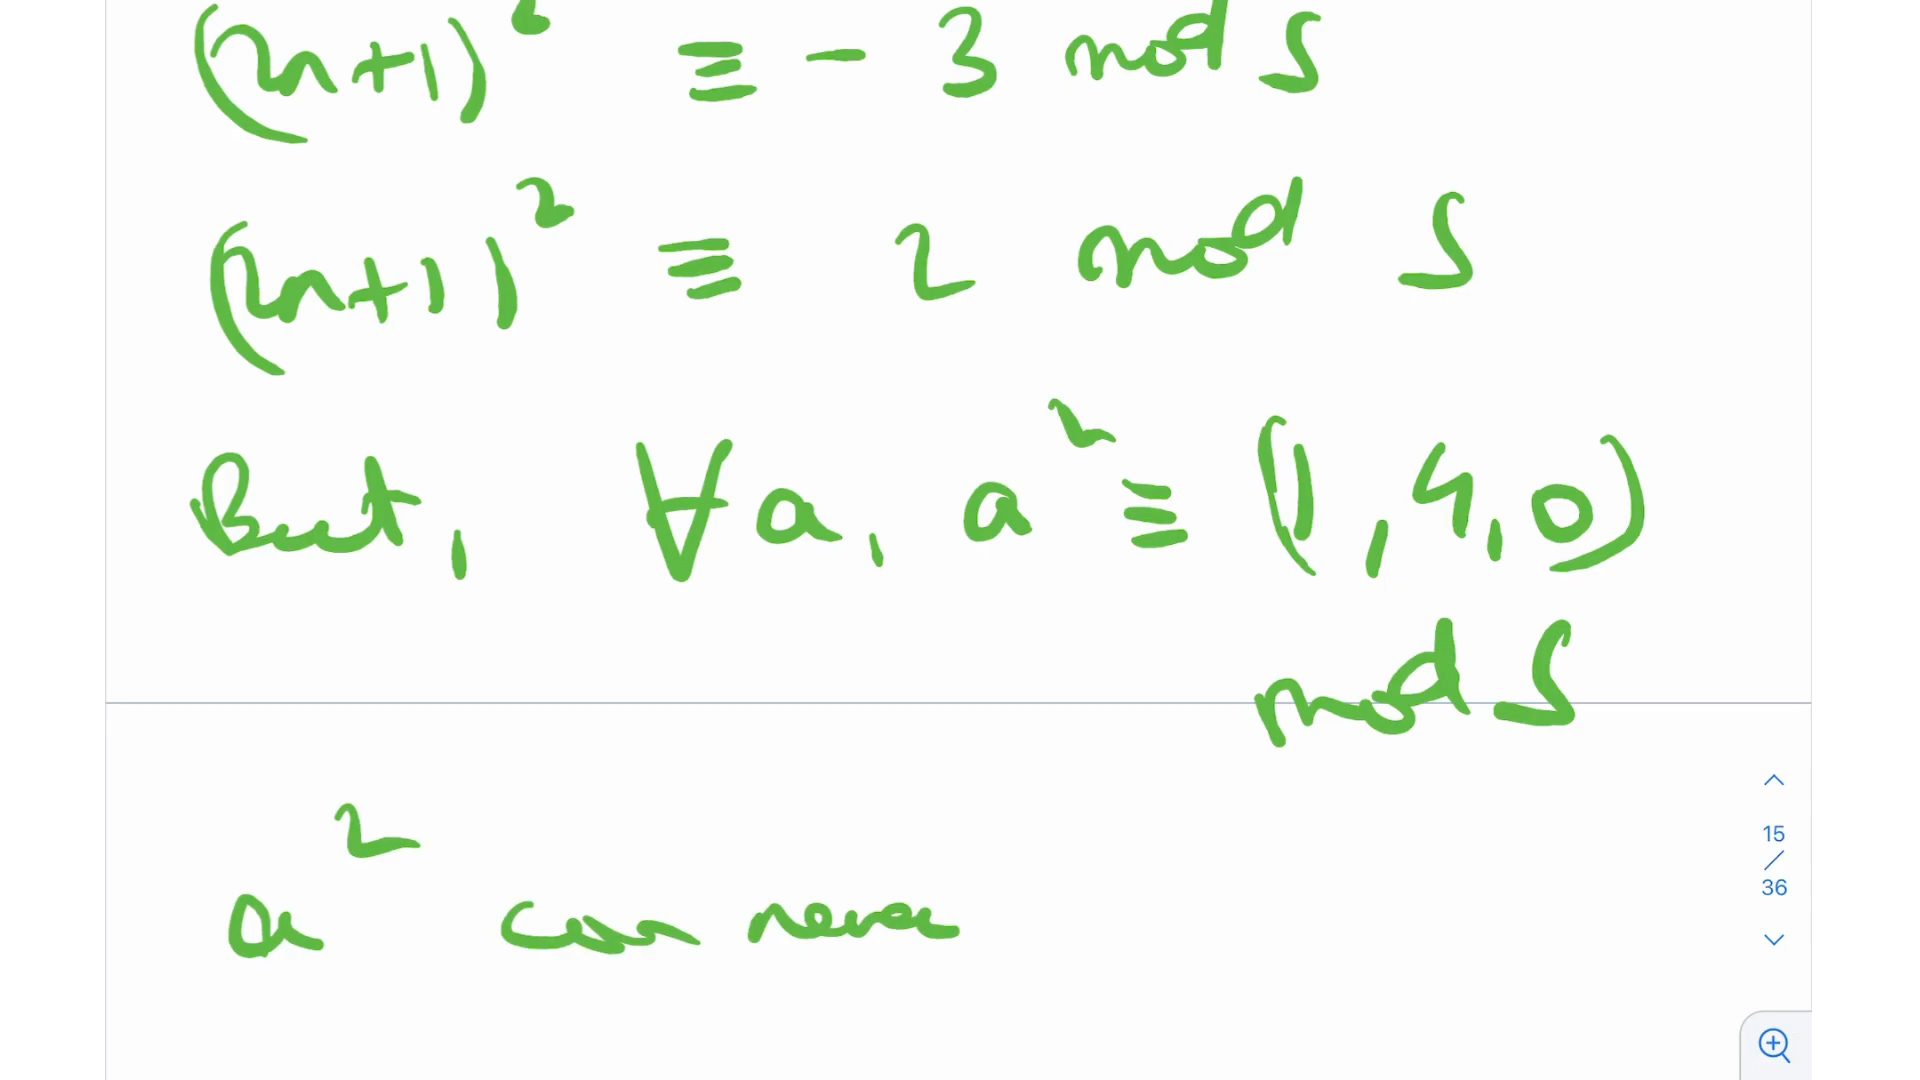 (2n+1)² ≡ - 3 mod 5
(2n+1)² ≡ 2 mod 5
But, ∀a, a² ≡ (1, 4, 0)
mod 5
a² can never
15
/
36